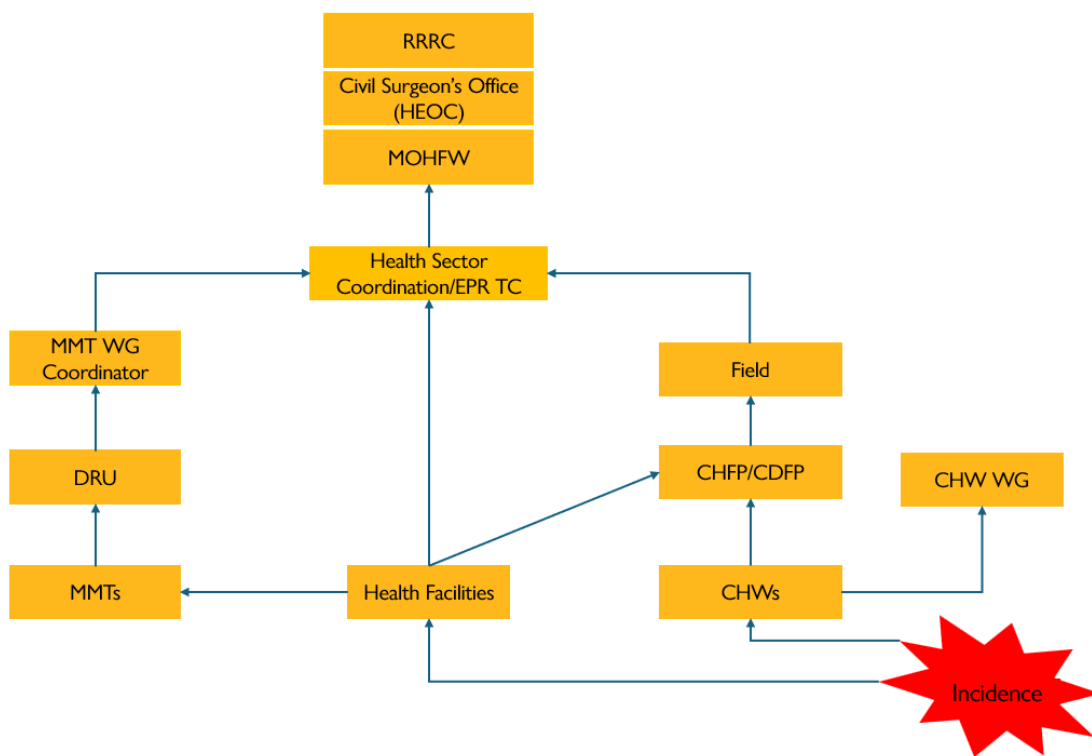 RRRC
Civil Surgeon's Office
(HEOC)
MOHFW
Health Sector
Coordination/EPR TC
MMT WG
Coordinator
Field
DRU
CHFP/CDFP
CHW WG
MMTs
Health Facilities
CHWs
Incidence